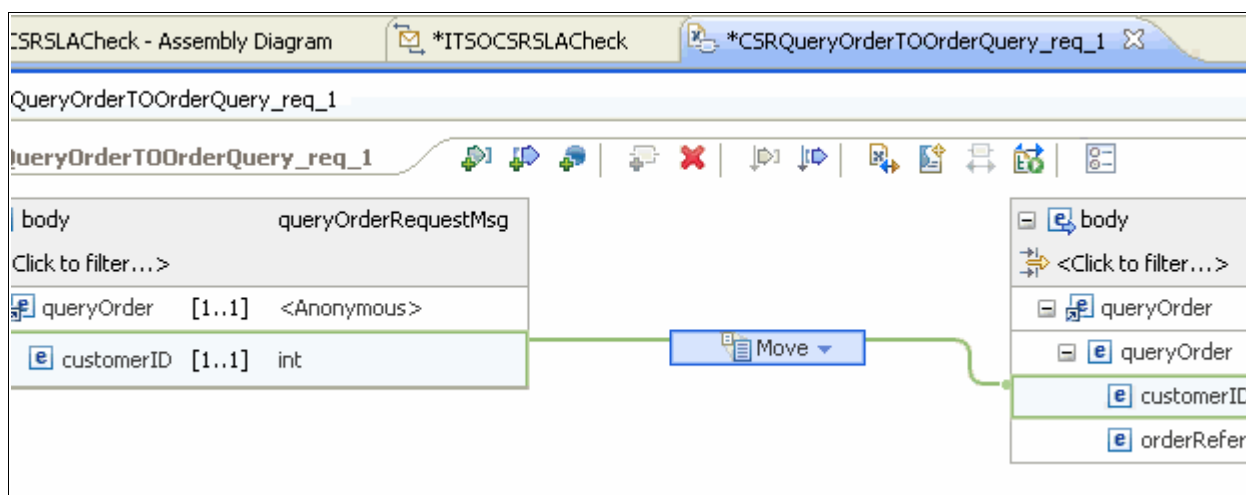 CSRSLACheck - Assembly Diagram *ITSOCSRSLACheck *CSRQueryOrderTOOrderQuery_req_1
QueryOrderTOOrderQuery_req_1
QueryOrderTOOrderQuery_req_1
body queryOrderRequestMsg body
Click to filter...> <Click to filter...>
queryOrder [1..1] <Anonymous> queryOrder
Move queryOrder
customerID [1..1] int
customerID
orderRefer